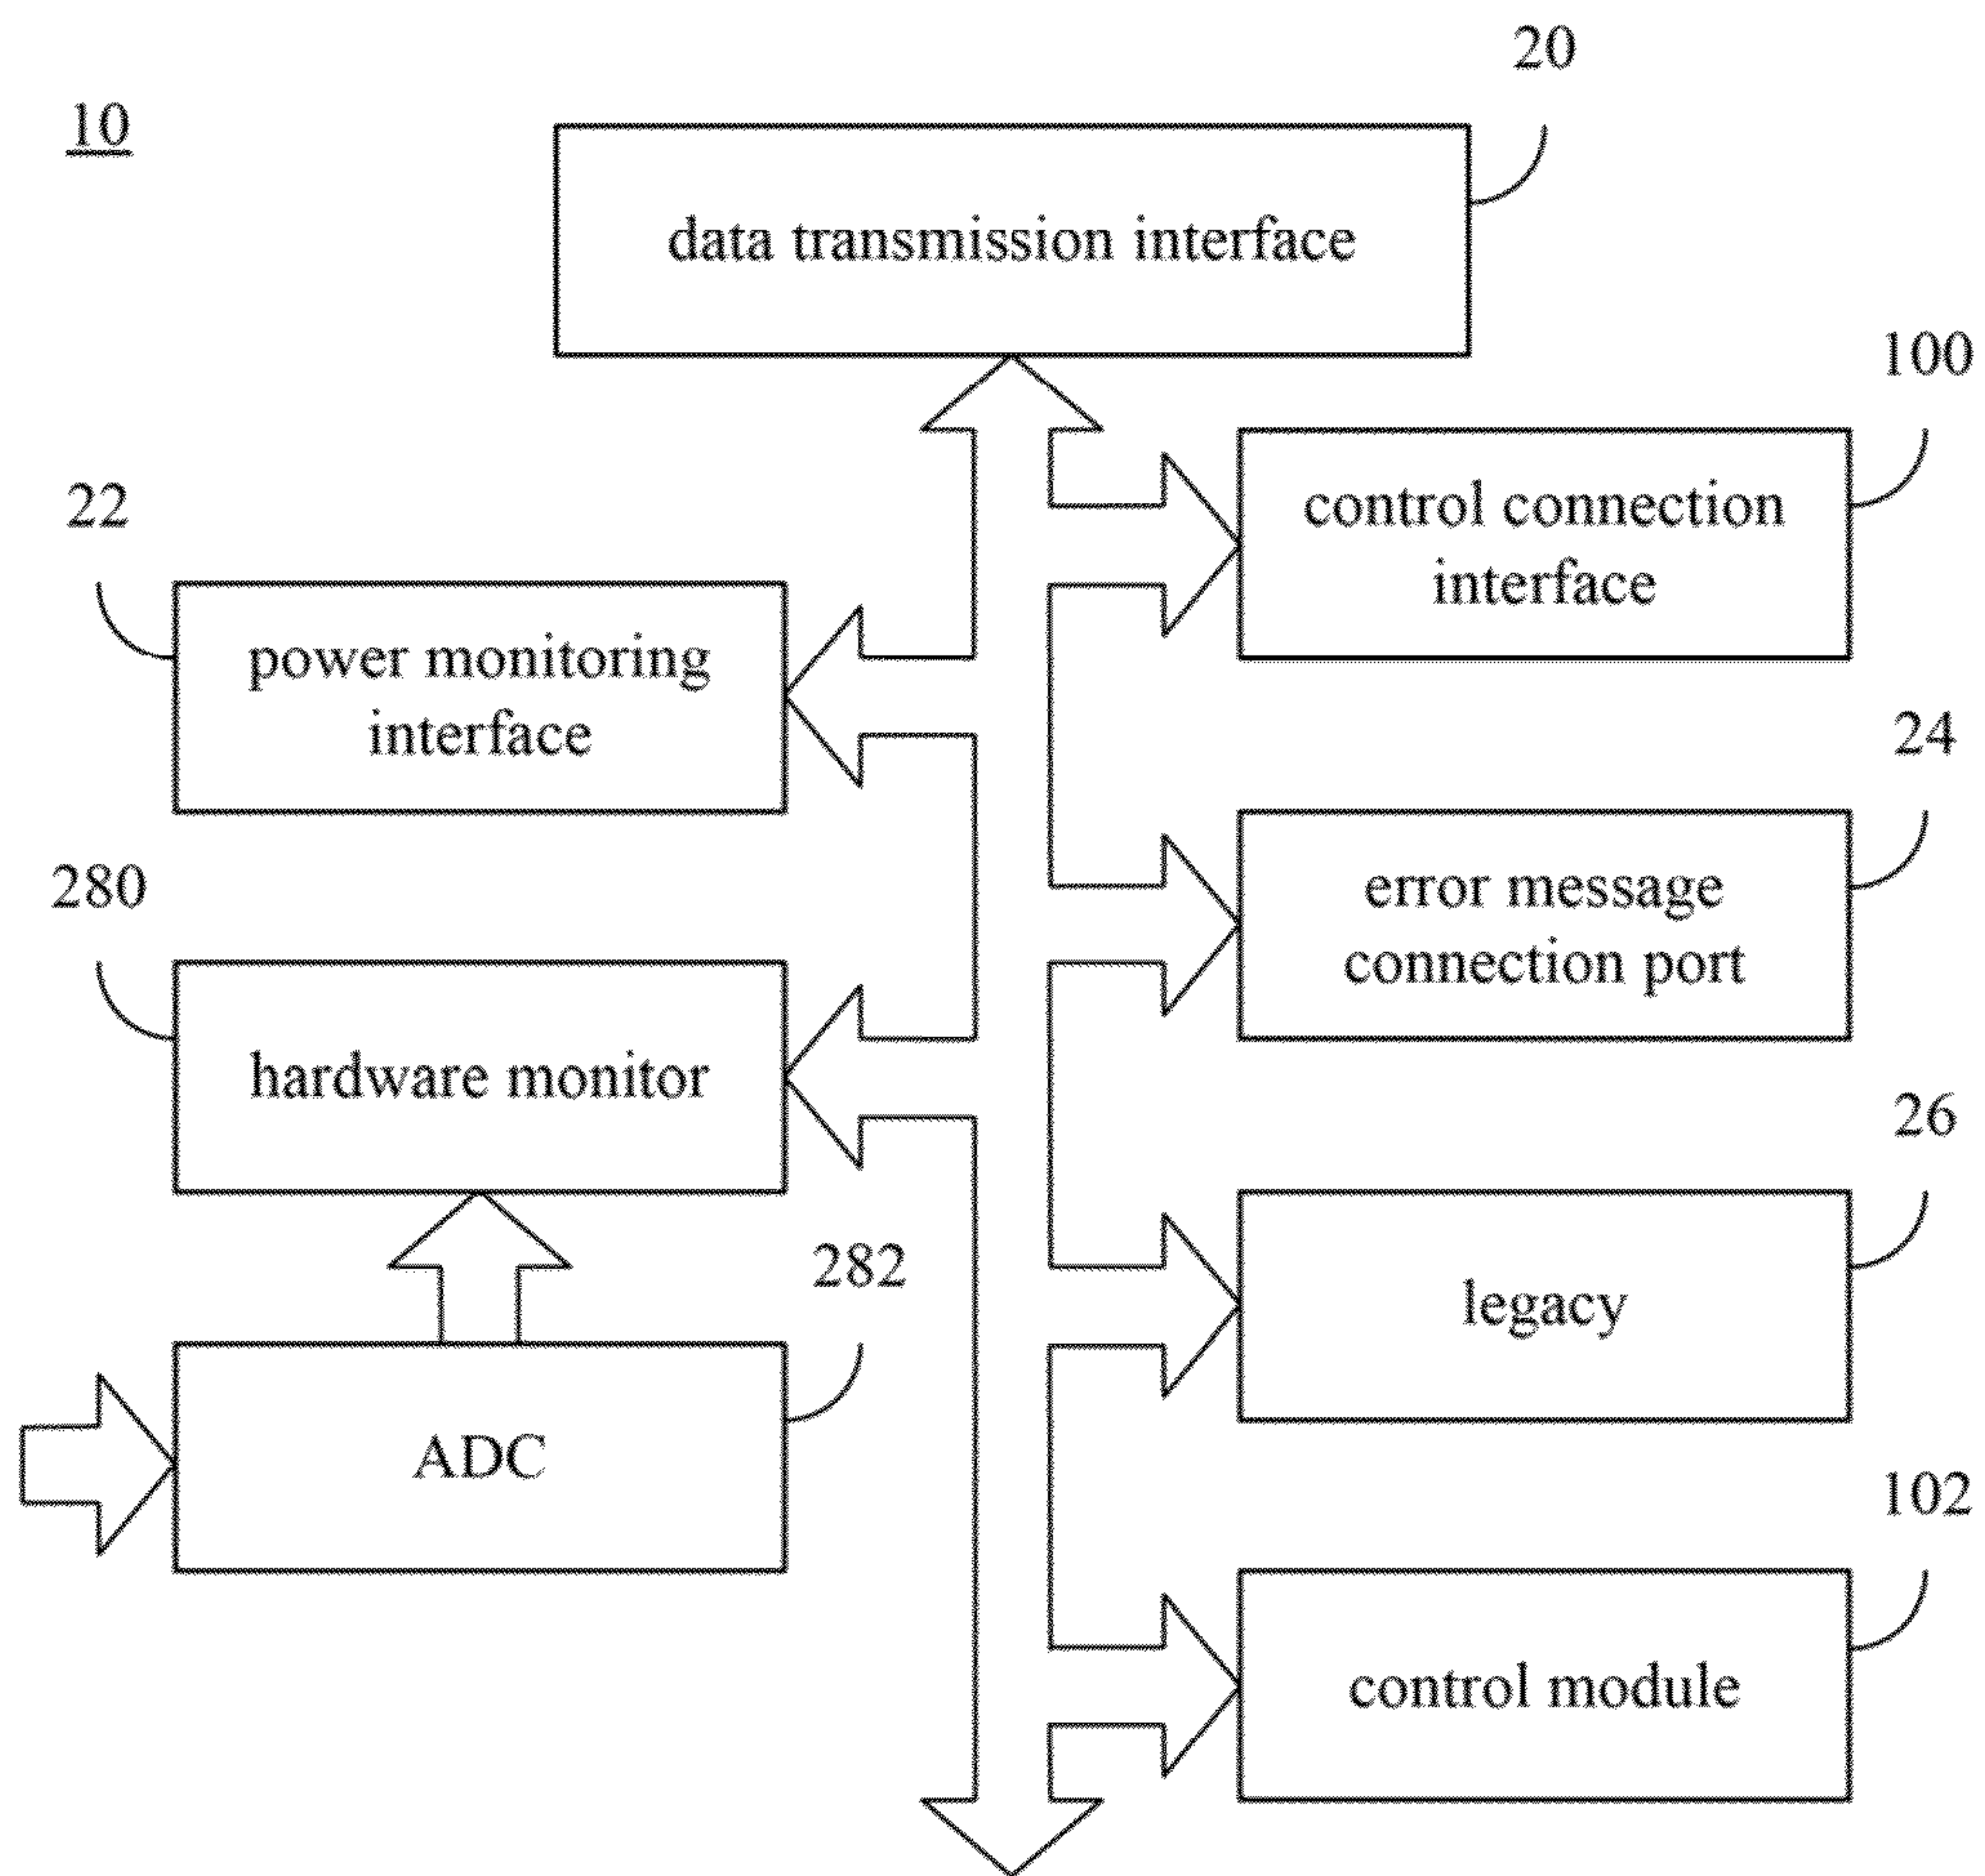 20
10
data transmission interface
100
control connection
interface
22
power monitoring
interface
24
error message
connection port
280
hardware monitor
26
legacy
282
ADC
102
control module